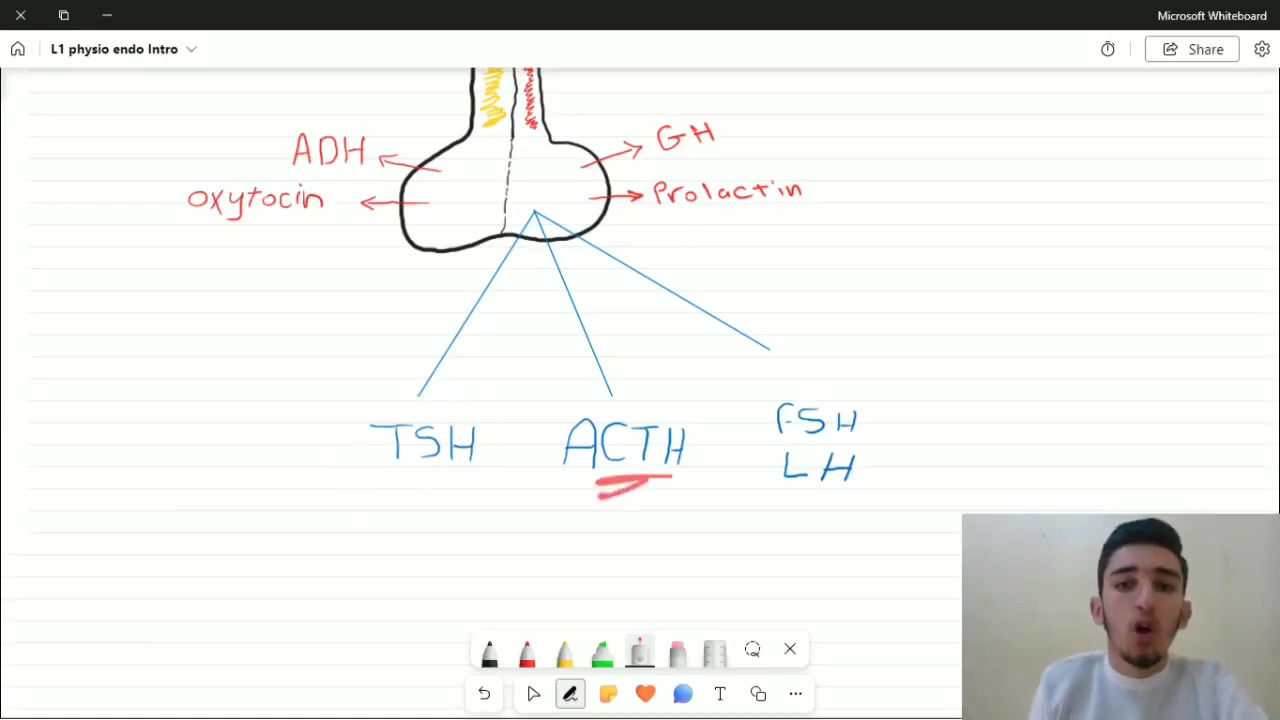 Microsoft Whiteboard
L1 physio endo Intro
Share
ADH
GH
oxytocin
Prolactin
TSH
ACTH
FSH
LH
T